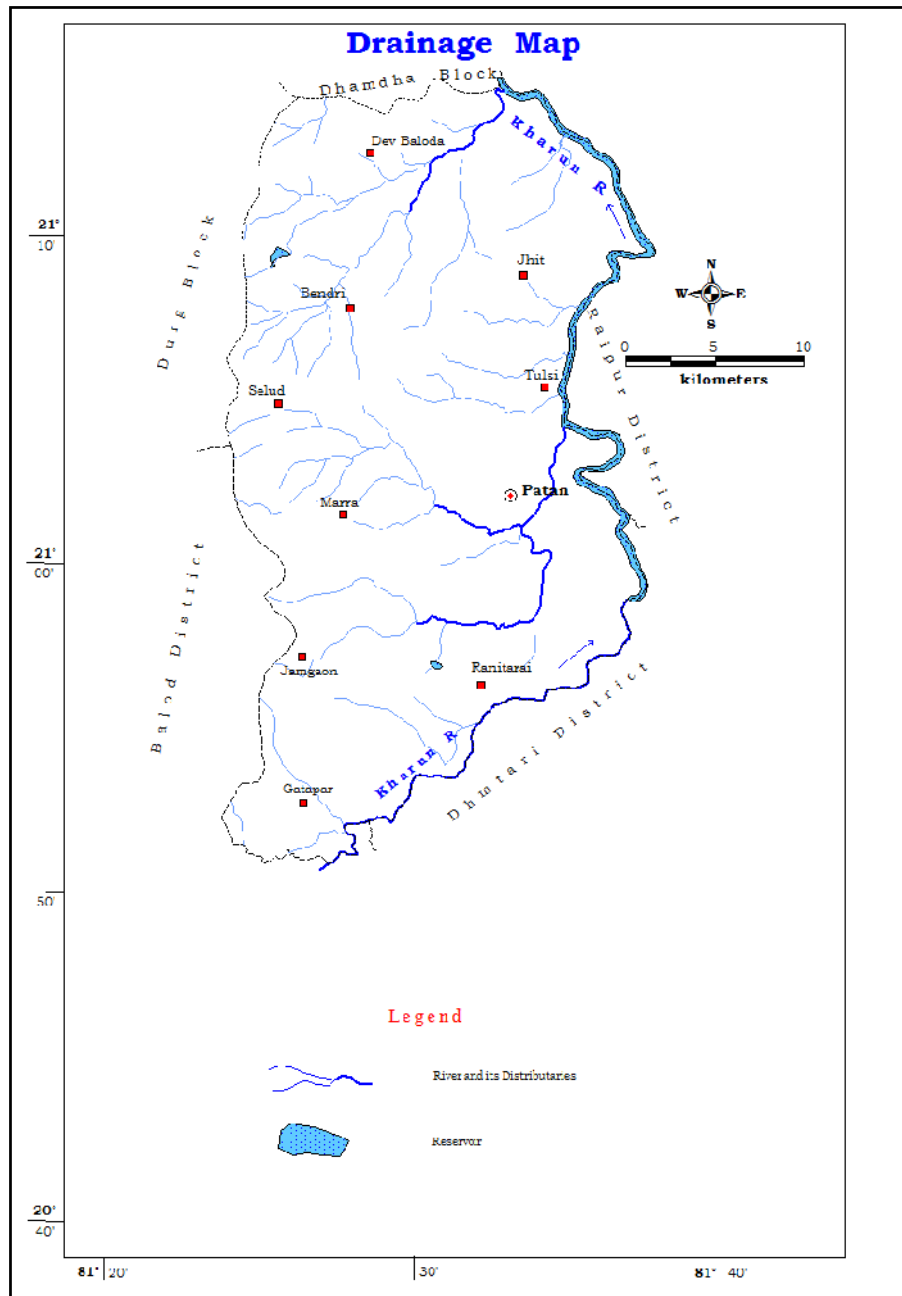 Drainage Map
Dhamdha Block
Dev Baloda
Kharun R
21°
10'
Durg Block
Jhit
N
W E
S
Bendri
Raipur District
0 5 10
kilometers
Tulsi
Selud
Patan
Marra
21°
00'
Balod District
Jamgaon
Ranitarai
Kharun R
Dhmtari District
50'
Legend
River and its Distributaries
Reservoir
20°
40'
81° 20' 30' 81° 40'